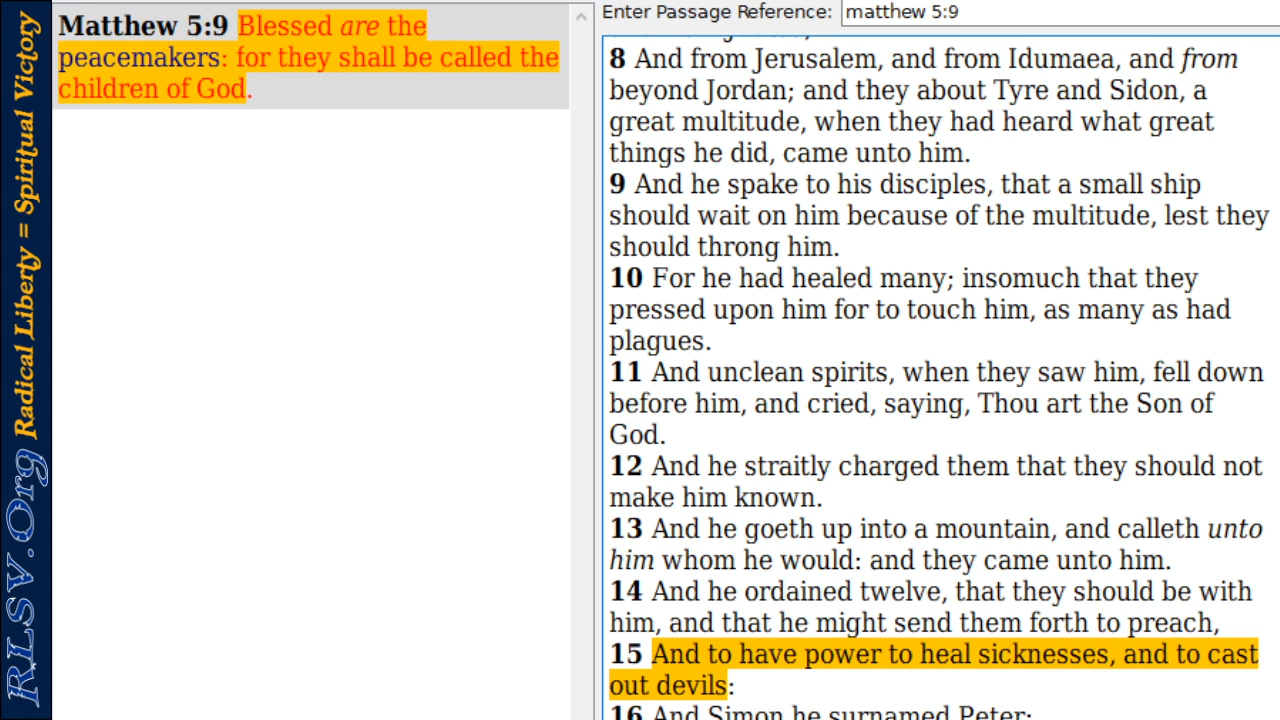 RLSV.Org Radical Liberty = Spiritual Victory
Matthew 5:9 Blessed are the
peacemakers: for they shall be called the
children of God.
Enter Passage Reference: matthew 5:9
8 And from Jerusalem, and from Idumaea, and from
beyond Jordan; and they about Tyre and Sidon, a
great multitude, when they had heard what great
things he did, came unto him.
9 And he spake to his disciples, that a small ship
should wait on him because of the multitude, lest they
should throng him.
10 For he had healed many; insomuch that they
pressed upon him for to touch him, as many as had
plagues.
11 And unclean spirits, when they saw him, fell down
before him, and cried, saying, Thou art the Son of
God.
12 And he straitly charged them that they should not
make him known.
13 And he goeth up into a mountain, and calleth unto
him whom he would: and they came unto him.
14 And he ordained twelve, that they should be with
him, and that he might send them forth to preach,
15 And to have power to heal sicknesses, and to cast
out devils:
16 And Simon he surnamed Peter;